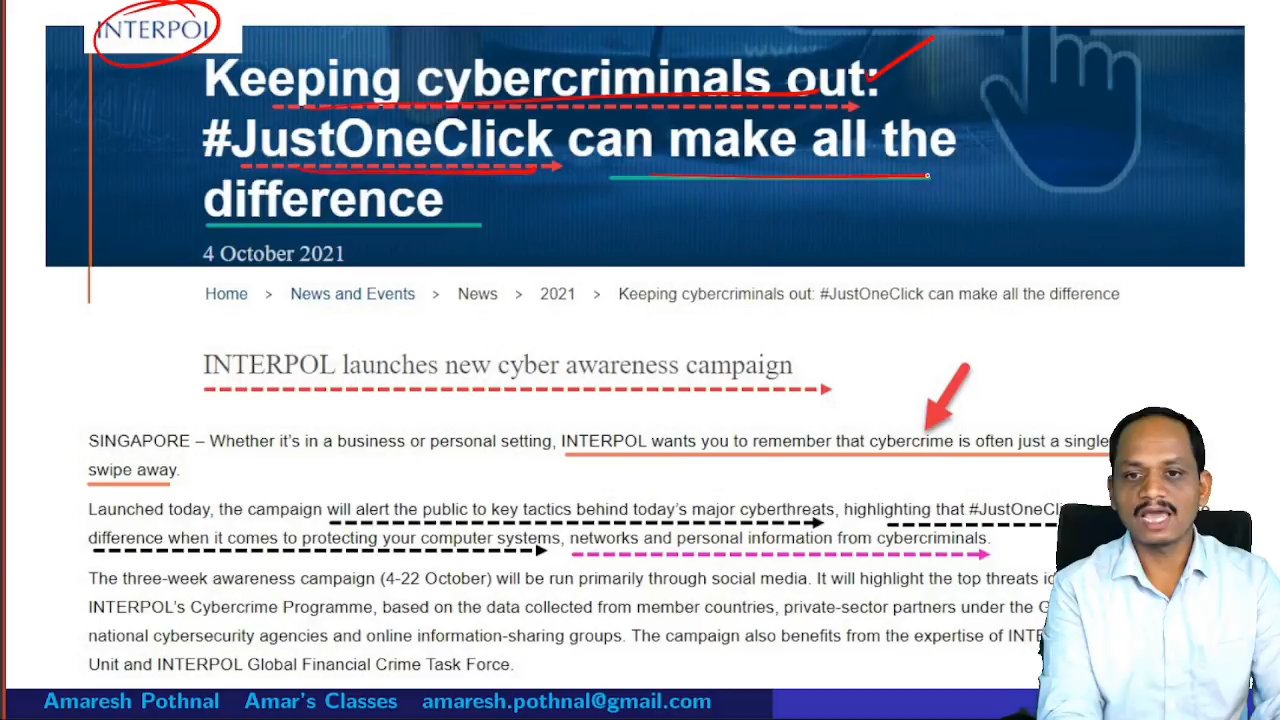 INTERPOL
Keeping cybercriminals out:
#JustOneClick can make all the
difference
4 October 2021
Home > News and Events > News > 2021 > Keeping cybercriminals out: #JustOneClick can make all the difference
INTERPOL launches new cyber awareness campaign
SINGAPORE – Whether it's in a business or personal setting, INTERPOL wants you to remember that cybercrime is often just a single
swipe away.
Launched today, the campaign will alert the public to key tactics behind today's major cyberthreats, highlighting that
difference when it comes to protecting your computer systems, networks and personal information from cybercriminals.
The three-week awareness campaign (4-22 October) will be run primarily through social media. It will highlight the top threats
INTERPOL's Cybercrime Programme, based on the data collected from member countries, private-sector partners under the
national cybersecurity agencies and online information-sharing groups. The campaign also benefits from the expertise of
Unit and INTERPOL Global Financial Crime Task Force.
Amaresh Pothnal Amar's Classes amaresh.pothnal@gmail.com